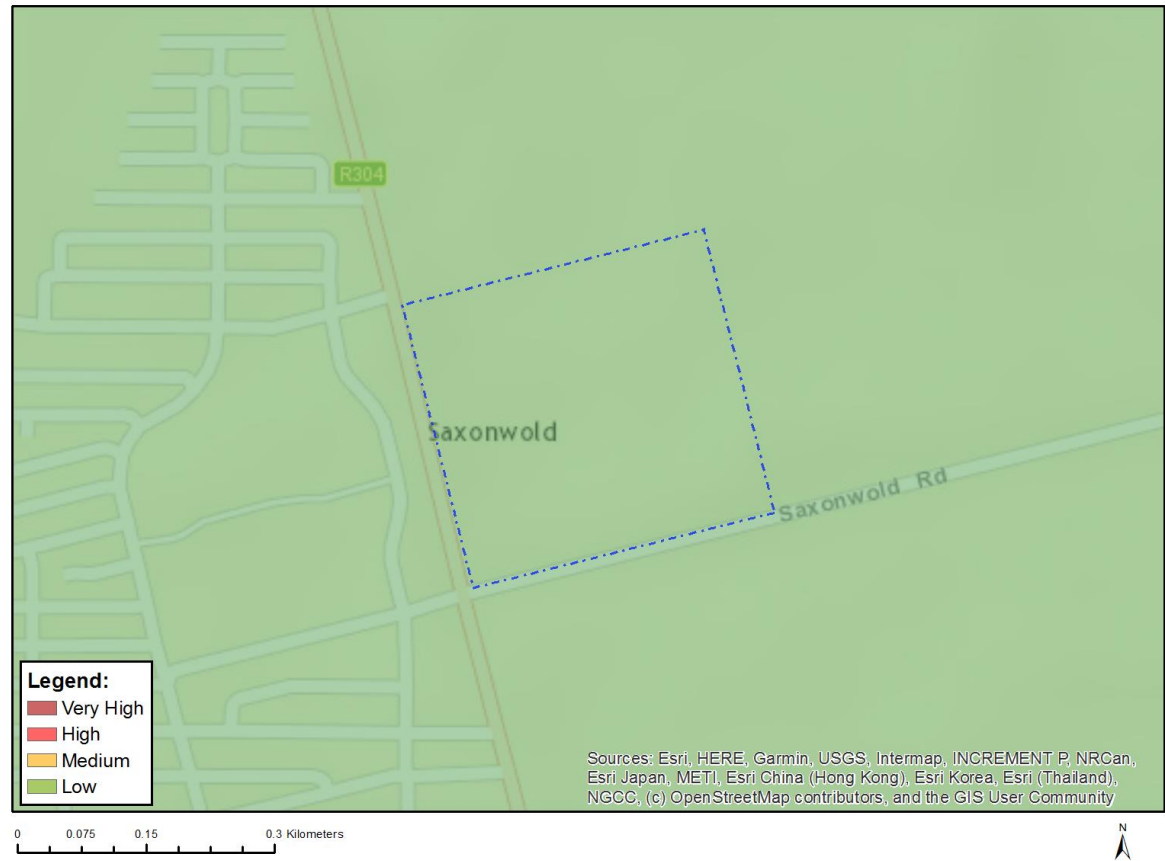 R304
Saxonwold
Saxonwold Rd
Legend:
Very High
High
Medium
Low
Sources: Esri, HERE, Garmin, USGS, Intermap, INCREMENT P, NRCan,
Esri Japan, METI, Esri China (Hong Kong), Esri Korea, Esri (Thailand),
NGCC, (c) OpenStreetMap contributors, and the GIS User Community
0 0.075 0.15 0.3 Kilometers
N